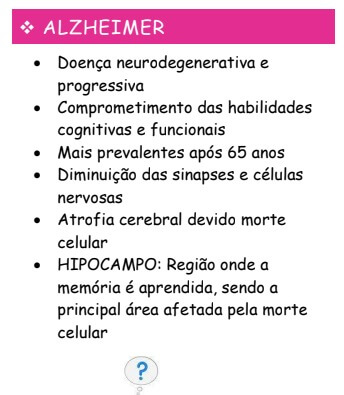 ❖ ALZHEIMER
• Doença neurodegenerativa e
progressiva
• Comprometimento das habilidades
cognitivas e funcionais
• Mais prevalentes após 65 anos
• Diminuição das sinapses e células
nervosas
• Atrofia cerebral devido morte
celular
• HIPOCAMPO: Região onde a
memória é aprendida, sendo a
principal área afetada pela morte
celular
?
?